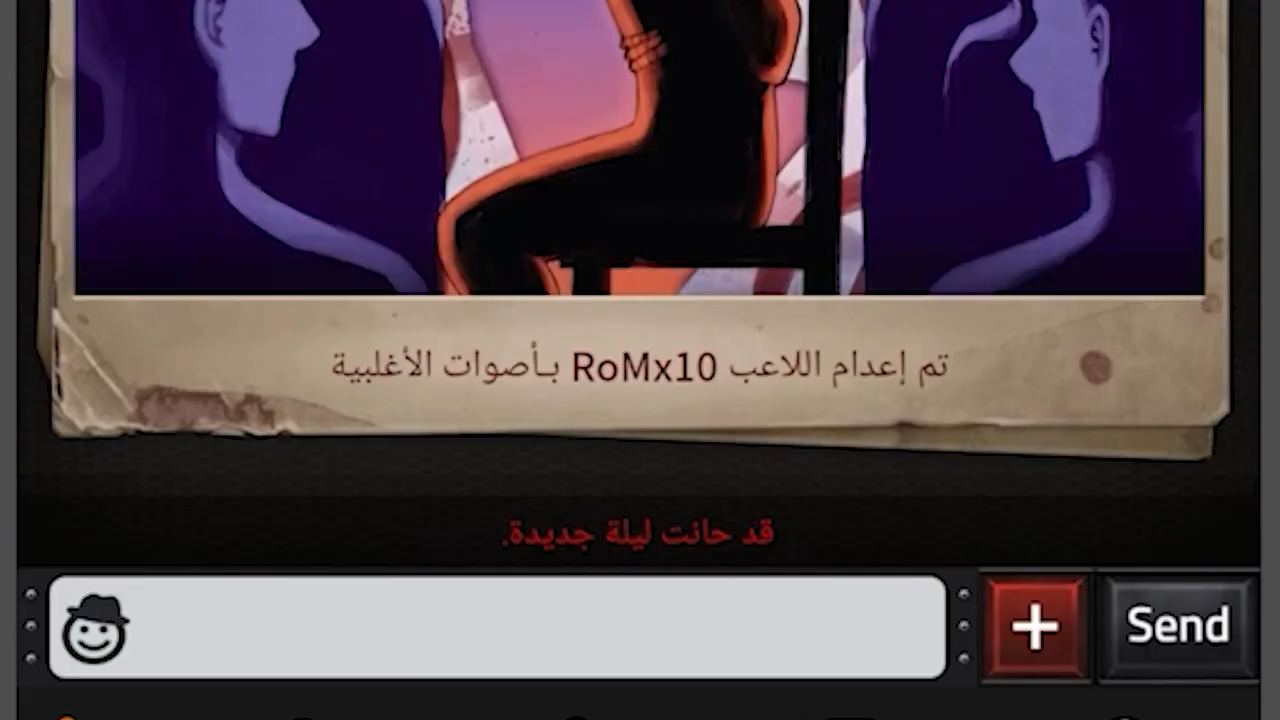 تم إعدام اللاعب RoMx10 بأصوات الأغلبية
قد حانت ليلة جديدة.
Send